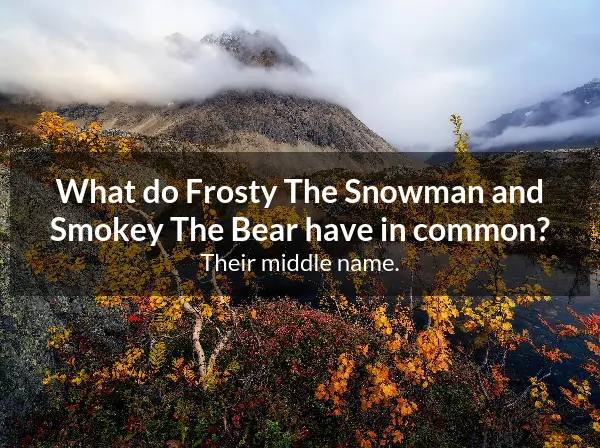 What do Frosty The Snowman and
Smokey The Bear have in common?
Their middle name.